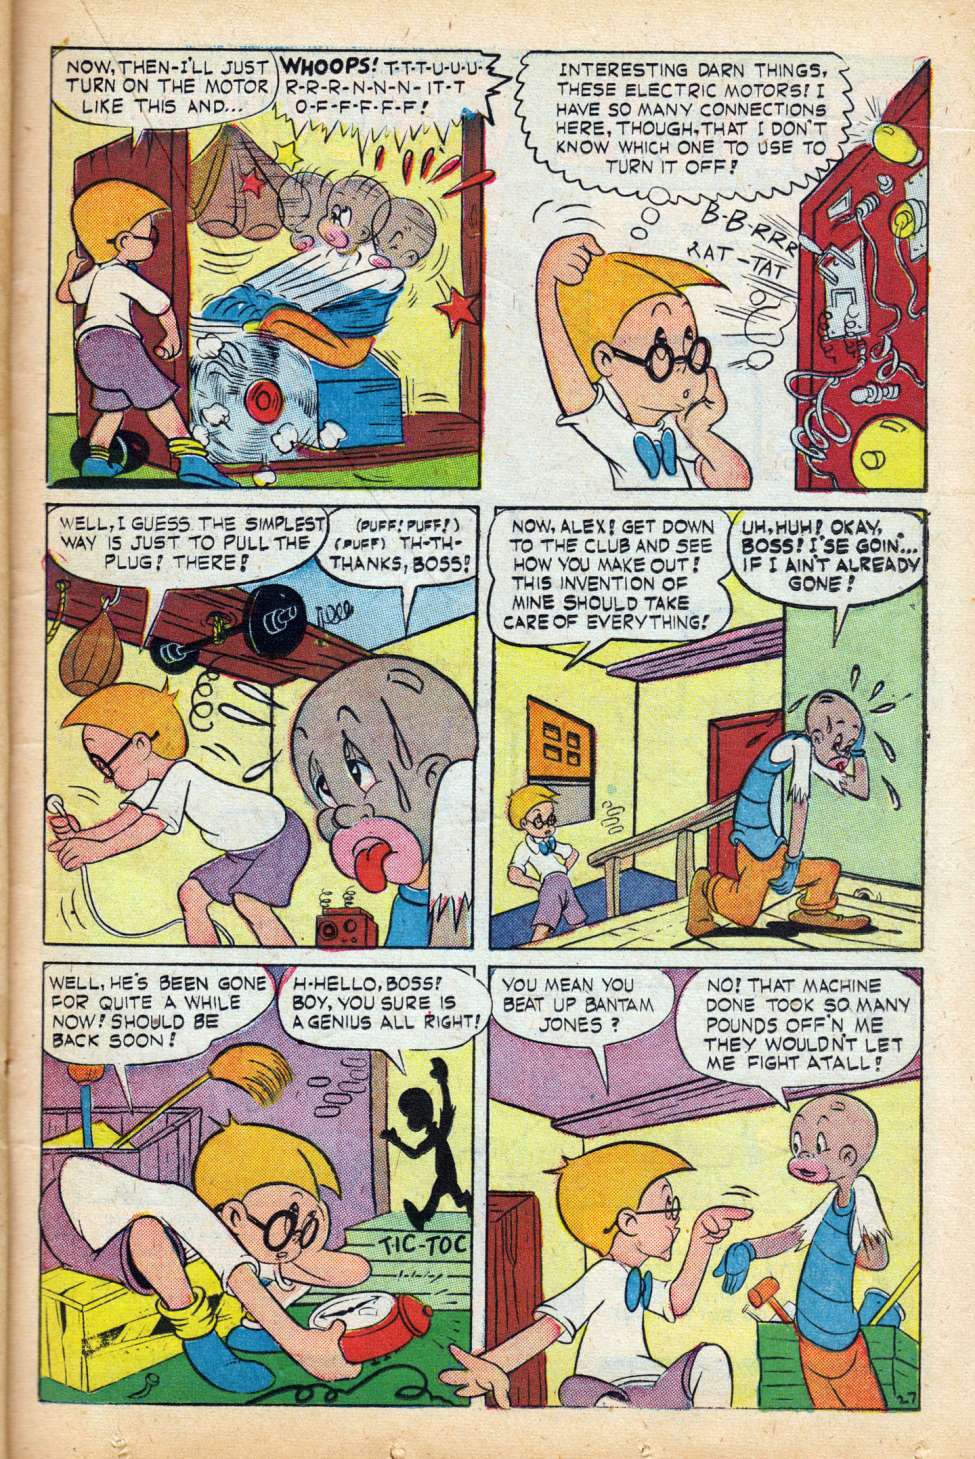 NOW, THEN-I'LL JUST
TURN ON THE MOTOR
LIKE THIS AND...
WHOOPS! T-T-T-U-U-U-
R-R-R-N-N-N-IT-T
O-F-F-F-F-F!
INTERESTING DARN THINGS,
THESE ELECTRIC MOTORS! I
HAVE SO MANY CONNECTIONS
HERE, THOUGH, THAT I DON'T
KNOW WHICH ONE TO USE TO
TURN IT OFF!
B-B-RRR
RAT-TAT
WELL, I GUESS THE SIMPLEST
WAY IS JUST TO PULL THE
PLUG! THERE!
(PUFF! PUFF!)
(PUFF) TH-TH-
THANKS, BOSS!
NOW, ALEX! GET DOWN
TO THE CLUB AND SEE
HOW YOU MAKE OUT!
THIS INVENTION OF
MINE SHOULD TAKE
CARE OF EVERYTHING!
UH, HUH! OKAY,
BOSS! I'SE GOIN'...
IF I AIN'T ALREADY
GONE!
WELL, HE'S BEEN GONE
FOR QUITE A WHILE
NOW! SHOULD BE
BACK SOON!
H-HELLO, BOSS!
BOY, YOU SURE IS
A GENIUS ALL RIGHT!
TIC-TOC
YOU MEAN YOU
BEAT UP BANTAM
JONES?
NO! THAT MACHINE
DONE TOOK SO MANY
POUNDS OFF'N ME
THEY WOULDN'T LET
ME FIGHT ATALL!
27